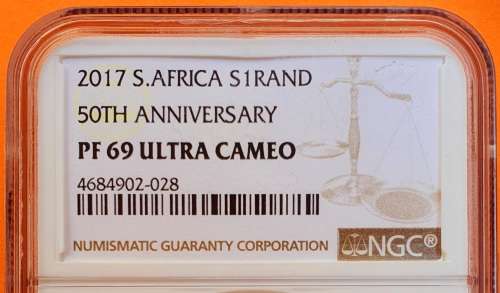 2017 S.AFRICA S1RAND
50TH ANNIVERSARY
PF 69 ULTRA CAMEO
4684902-028
NUMISMATIC GUARANTY CORPORATION
NGC®